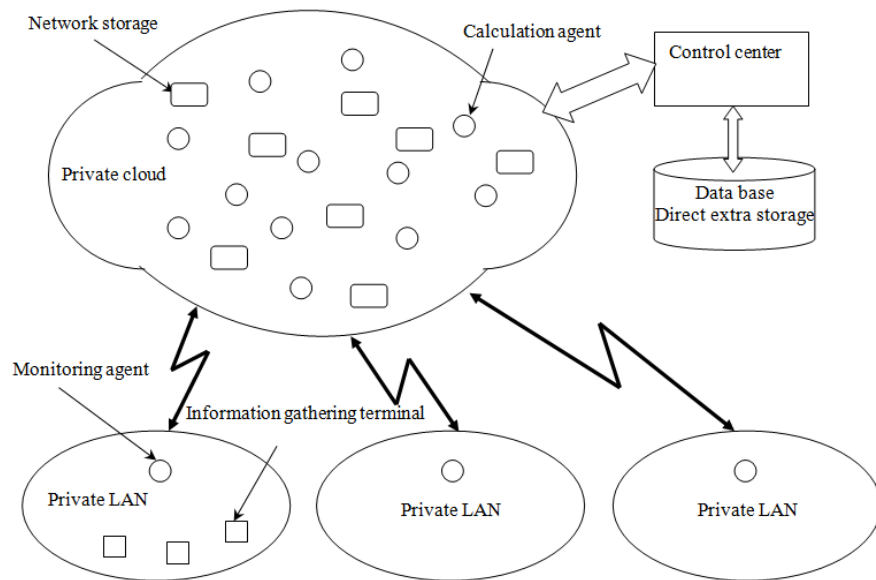 Network storage
Calculation agent
Control center
Private cloud
Data base
Direct extra storage
Monitoring agent
Information gathering terminal
Private LAN
Private LAN
Private LAN